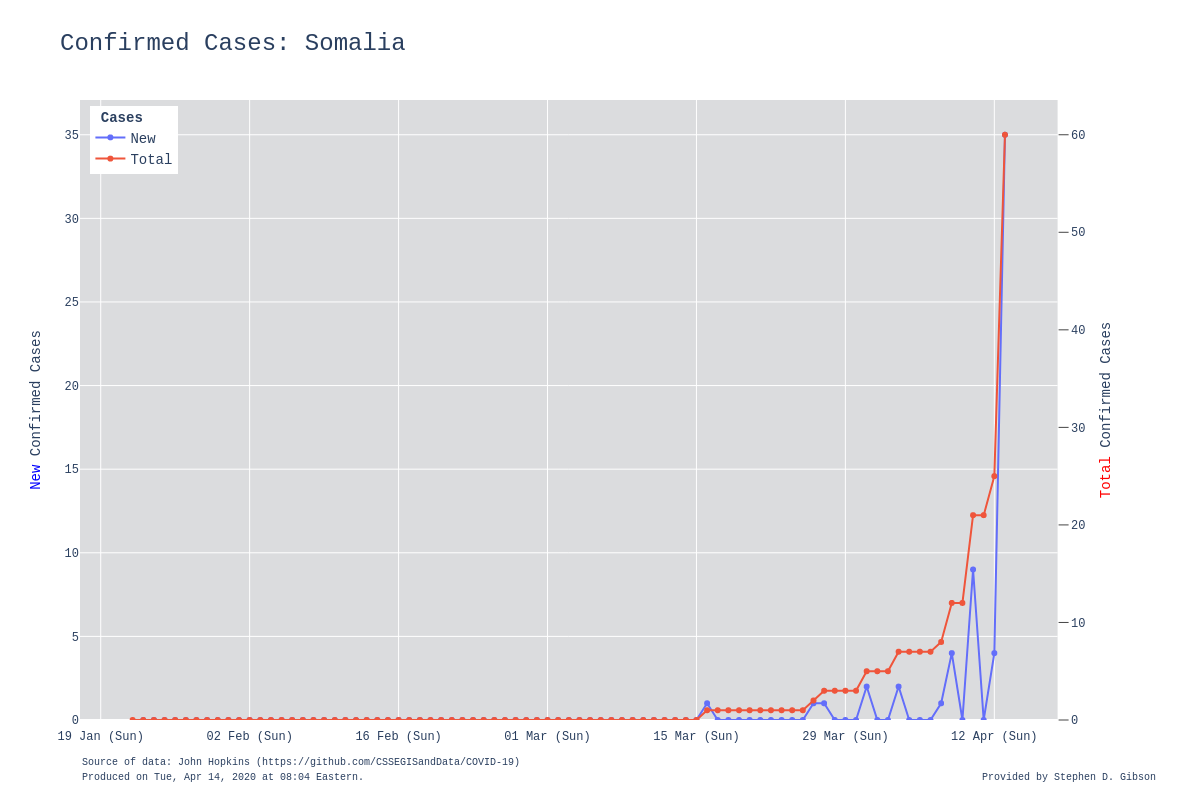 Confirmed Cases: Somalia
Cases
New
Total
35
30
25
20
15
10
5
0
60
50
40
30
20
10
0
New Confirmed Cases
Total Confirmed Cases
19 Jan (Sun)
02 Feb (Sun)
16 Feb (Sun)
01 Mar (Sun)
15 Mar (Sun)
29 Mar (Sun)
12 Apr (Sun)
Source of data: John Hopkins (https://github.com/CSSEGISandData/COVID-19)
Produced on Tue, Apr 14, 2020 at 08:04 Eastern.
Provided by Stephen D. Gibson